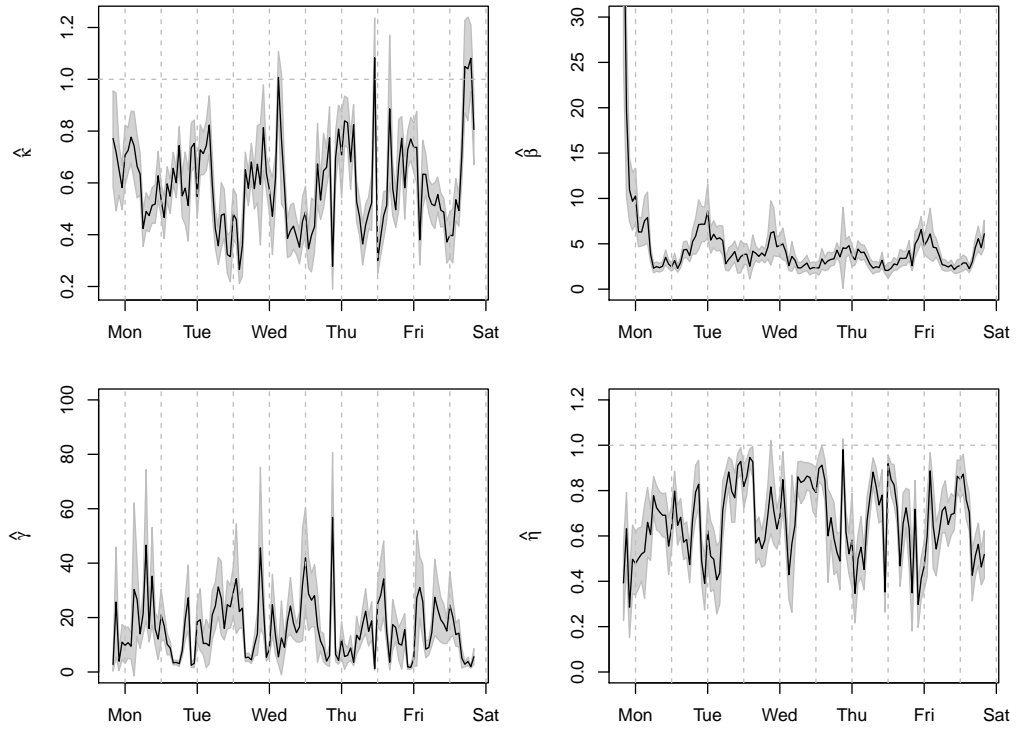 κ̂
0.2 0.4 0.6 0.8 1.0 1.2
Mon Tue Wed Thu Fri Sat
β̂
0 5 10 15 20 25 30
Mon Tue Wed Thu Fri Sat
γ̂
0 20 40 60 80 100
Mon Tue Wed Thu Fri Sat
η̂
0.0 0.2 0.4 0.6 0.8 1.0 1.2
Mon Tue Wed Thu Fri Sat